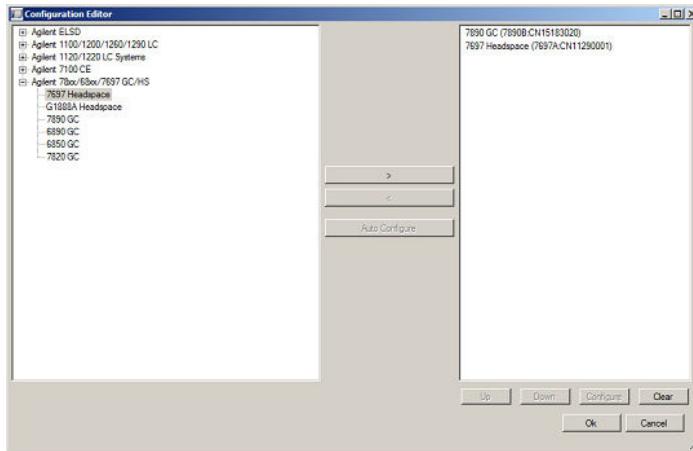 Configuration Editor
Agilent ELSD
Agilent 1100/1200/1260/1290 LC
Agilent 1120/1220 LC Systems
Agilent 7100 CE
Agilent 78xx/68xx/7697 GC/HS
7697 Headspace
G1888A Headspace
7890 GC
6890 GC
6850 GC
7820 GC
>
<
Auto Configure
7890 GC (7890B:CN15183020)
7697 Headspace (7697A:CN11290001)
Up Down Configure Clear
Ok Cancel